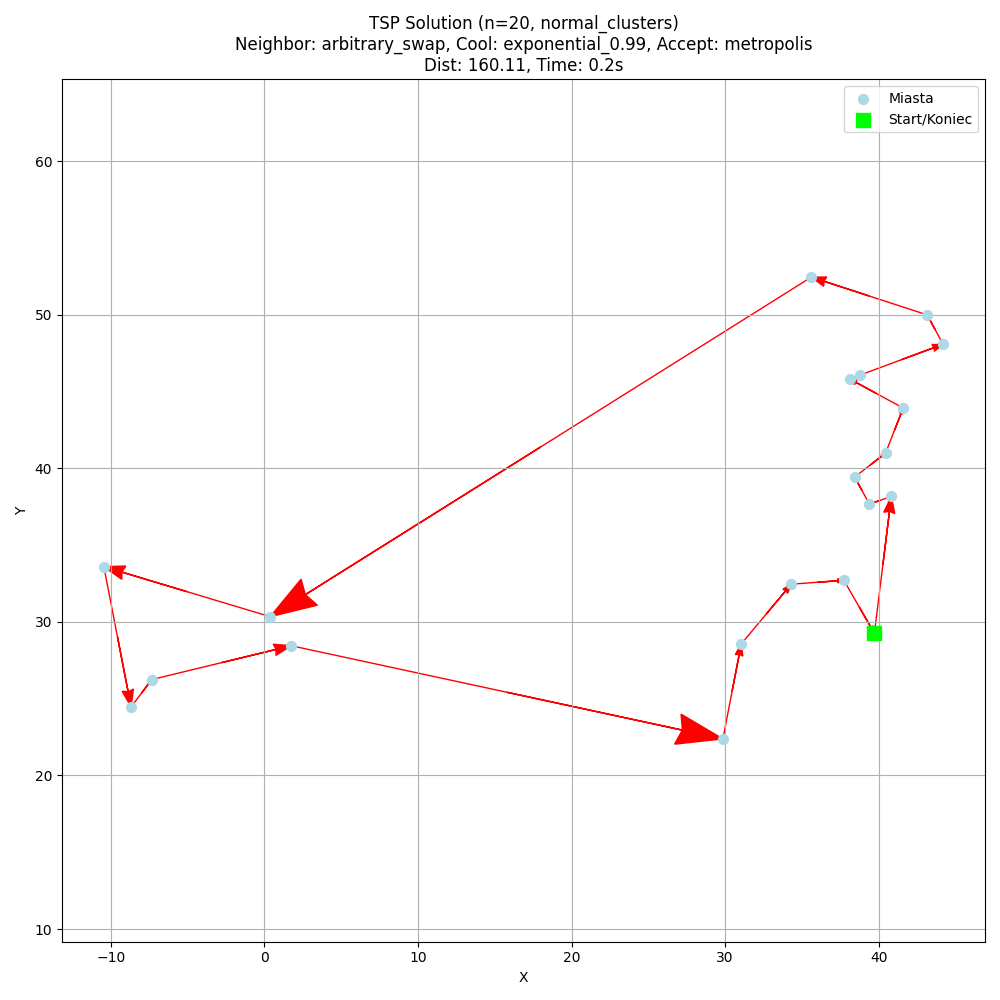 TSP Solution (n=20, normal_clusters)
Neighbor: arbitrary_swap, Cool: exponential_0.99, Accept: metropolis
Dist: 160.11, Time: 0.2s
Miasta
Start/Koniec
60
50
40
30
20
10
Y
−10
0
10
20
30
40
X